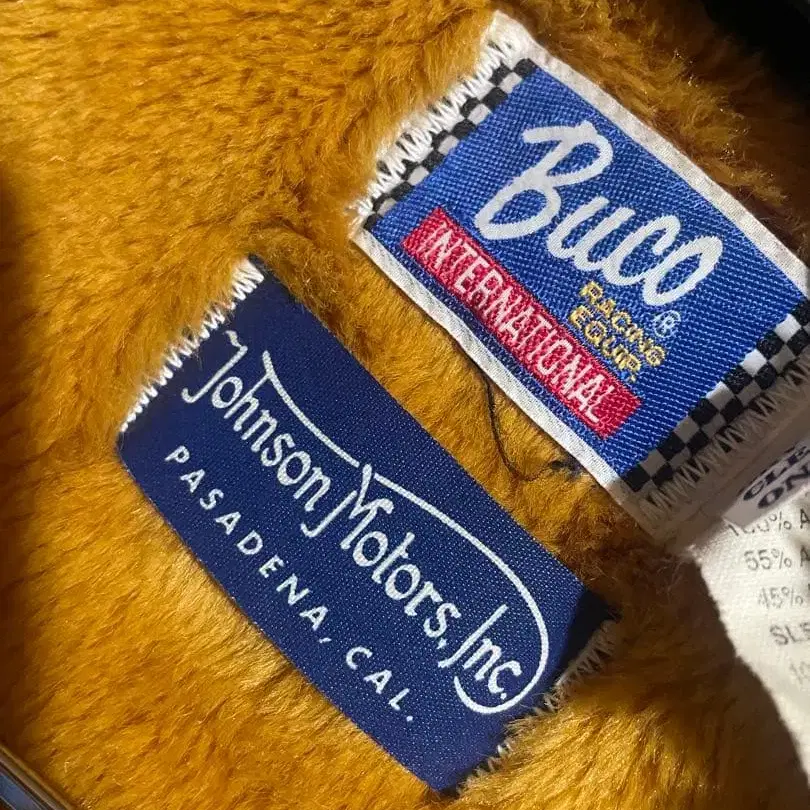 Buco®
RACING
EQUIP.
INTERNATIONAL
Johnson Motors, Inc.
PASADENA, CAL.
55%
45%